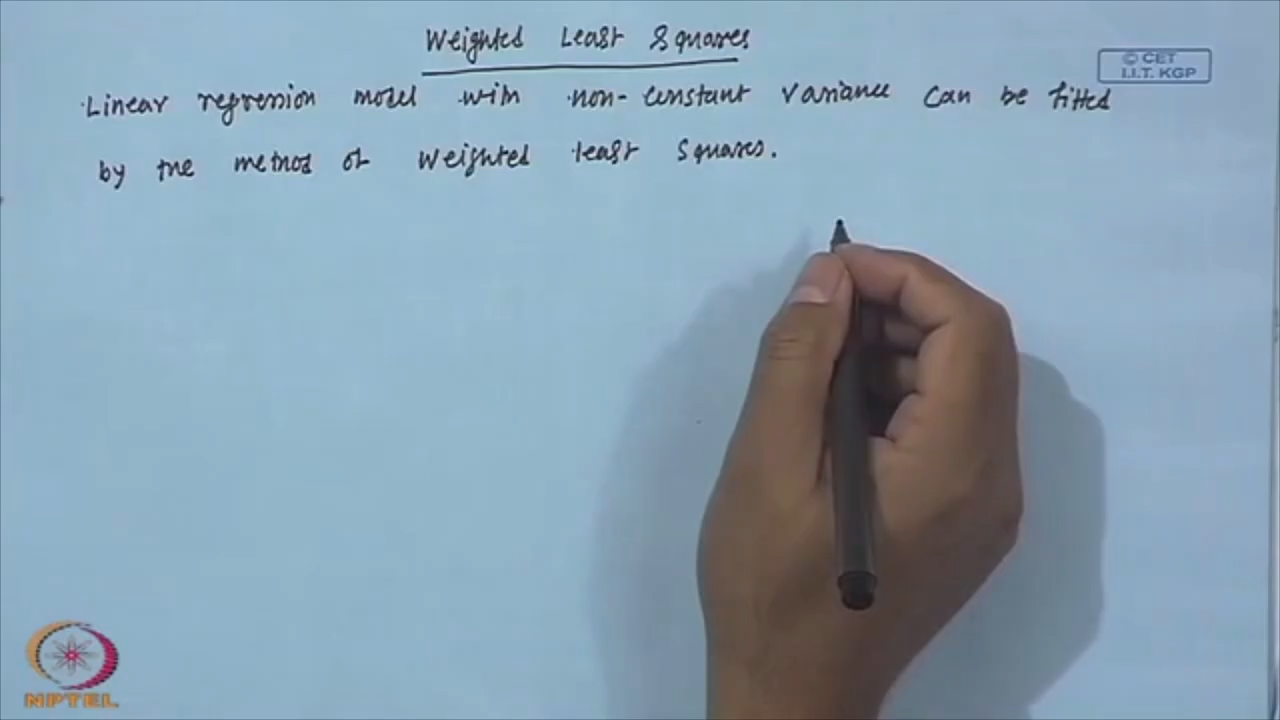 Weighted Least Squares
© CET
I.I.T. KGP
Linear regression model with non-constant variance can be fitted
by the method of weighted least squares.
NPTEL